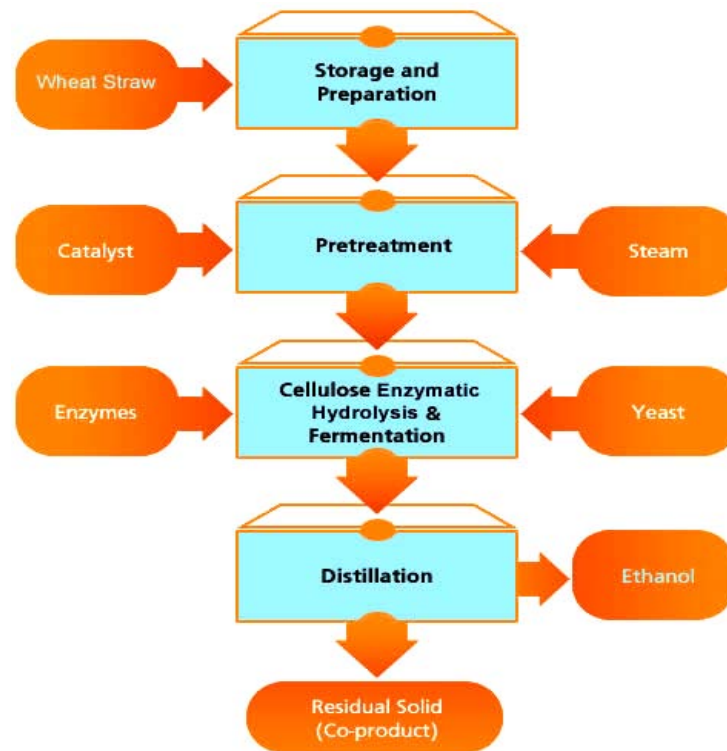 Wheat Straw
Storage and
Preparation
Catalyst
Pretreatment
Steam
Enzymes
Cellulose Enzymatic
Hydrolysis &
Fermentation
Yeast
Distillation
Ethanol
Residual Solid
(Co-product)